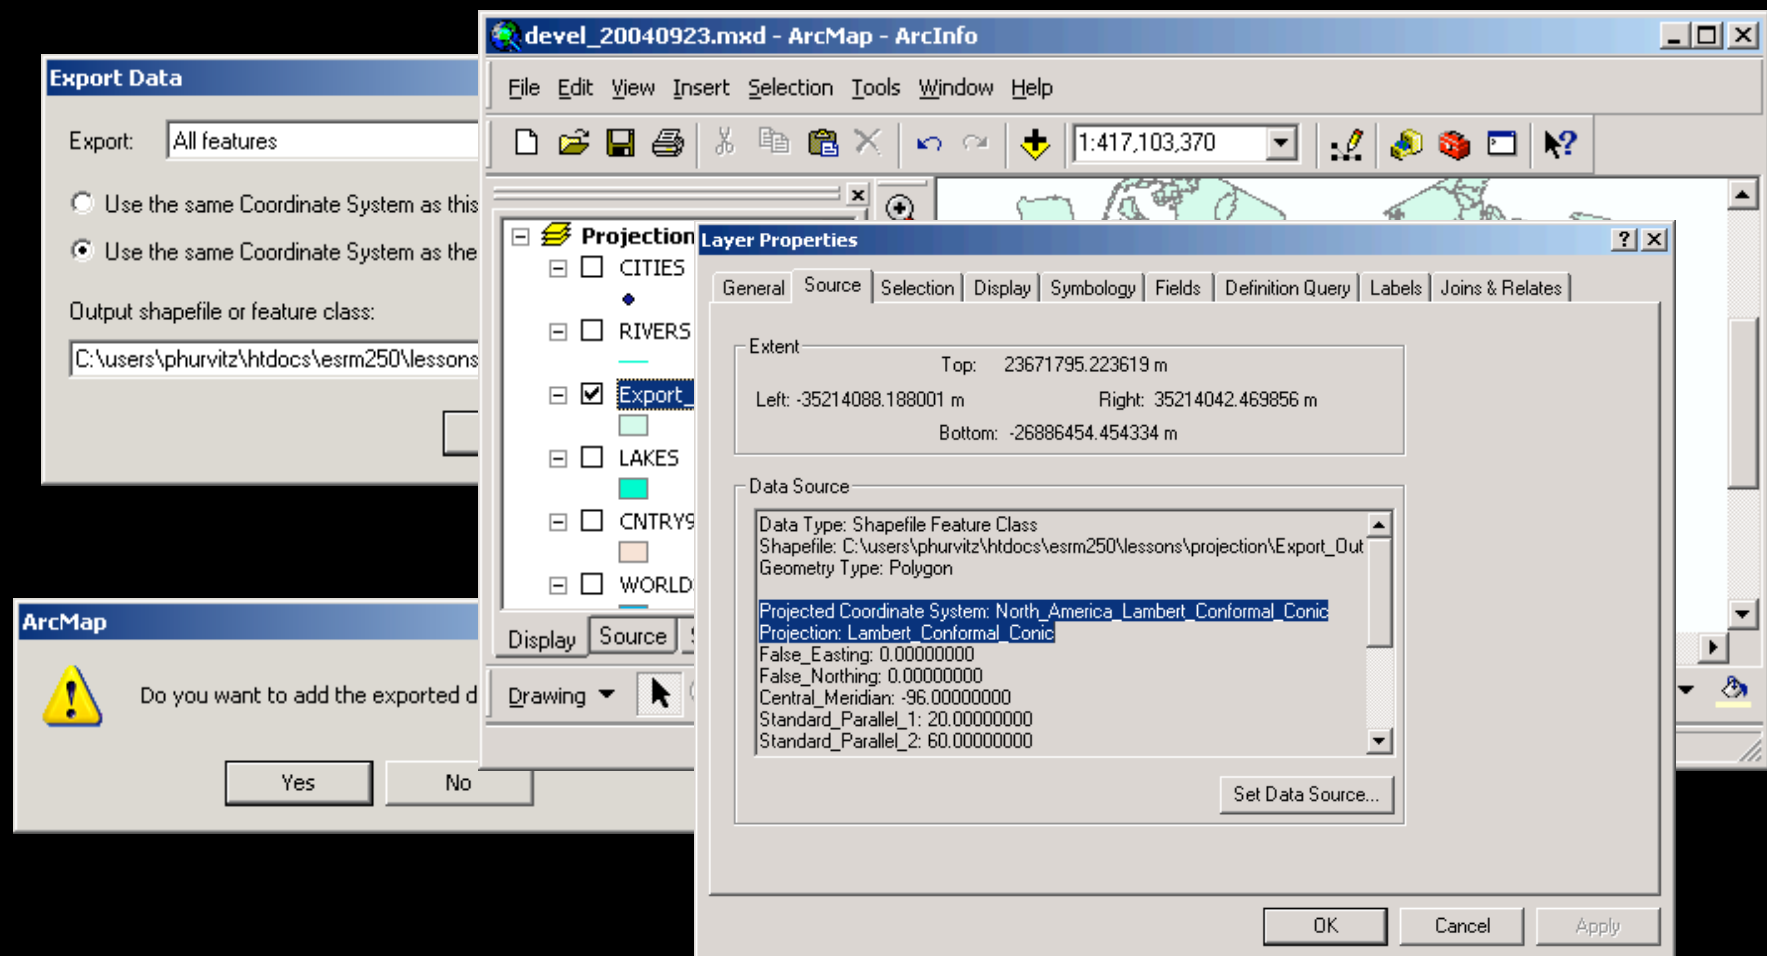 Export Data
Export: All features
Use the same Coordinate System as this
Use the same Coordinate System as the
Output shapefile or feature class:
C:\users\phurvitz\htdocs\esrm250\lessons
ArcMap
Do you want to add the exported d
Yes No
devel_20040923.mxd - ArcMap - ArcInfo
File Edit View Insert Selection Tools Window Help
1:417,103,370
Projection
CITIES
RIVERS
Export_
LAKES
CNTRY9
WORLD
Display Source
Drawing
Layer Properties
General Source Selection Display Symbology Fields Definition Query Labels Joins & Relates
Extent
Top: 23671795.223619 m
Left: -35214088.188001 m Right: 35214042.469856 m
Bottom: -26886454.454334 m
Data Source
Data Type: Shapefile Feature Class
Shapefile: C:\users\phurvitz\htdocs\esrm250\lessons\projection\Export_Out
Geometry Type: Polygon
Projected Coordinate System: North_America_Lambert_Conformal_Conic
Projection: Lambert_Conformal_Conic
False_Easting: 0.00000000
False_Northing: 0.00000000
Central_Meridian: -96.00000000
Standard_Parallel_1: 20.00000000
Standard_Parallel_2: 60.00000000
Set Data Source...
OK Cancel Apply